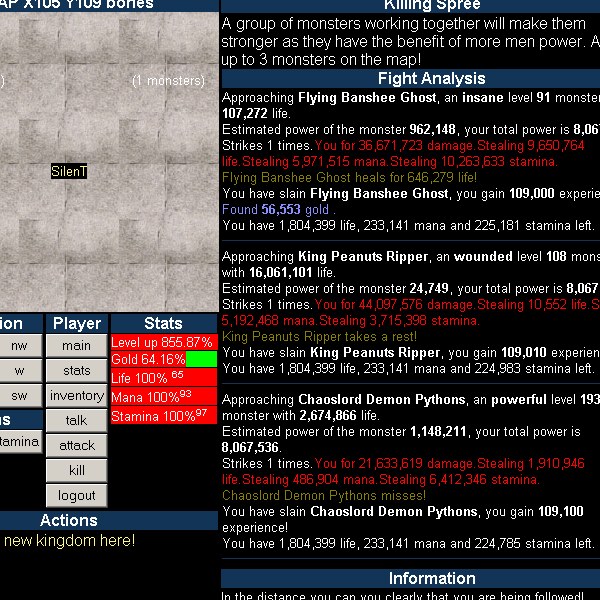 AP X105 Y109 bones
)
(1 monsters)
SilenT
ion
nw
w
sw
ns
tamina
Player
main
stats
inventory
talk
attack
kill
logout
Stats
Level up 855.87%
Gold 64.16%
Life 100% 65
Mana 100% 93
Stamina 100% 97
Actions
new kingdom here!
Killing Spree
A group of monsters working together will make them
stronger as they have the benefit of more men power. A
up to 3 monsters on the map!
Fight Analysis
Approaching Flying Banshee Ghost, an insane level 91 monster
107,272 life.
Estimated power of the monster 962,148, your total power is 8,067
Strikes 1 times.You for 36,671,723 damage.Stealing 9,650,764
life.Stealing 5,971,515 mana.Stealing 10,263,633 stamina.
Flying Banshee Ghost heals for 646,279 life!
You have slain Flying Banshee Ghost, you gain 109,000 experie
Found 56,553 gold .
You have 1,804,399 life, 233,141 mana and 225,181 stamina left.
Approaching King Peanuts Ripper, an wounded level 108 mons
with 16,061,101 life.
Estimated power of the monster 24,749, your total power is 8,067
Strikes 1 times.You for 44,097,576 damage.Stealing 10,552 life.S
5,192,468 mana.Stealing 3,715,398 stamina.
King Peanuts Ripper takes a rest!
You have slain King Peanuts Ripper, you gain 109,010 experien
You have 1,804,399 life, 233,141 mana and 224,983 stamina left.
Approaching Chaoslord Demon Pythons, an powerful level 193
monster with 2,674,866 life.
Estimated power of the monster 1,148,211, your total power is
8,067,536.
Strikes 1 times.You for 21,633,619 damage.Stealing 1,910,946
life.Stealing 486,904 mana.Stealing 6,412,346 stamina.
Chaoslord Demon Pythons misses!
You have slain Chaoslord Demon Pythons, you gain 109,100
experience!
You have 1,804,399 life, 233,141 mana and 224,785 stamina left.
Information
In the distance you can you clearly that you are being followed!